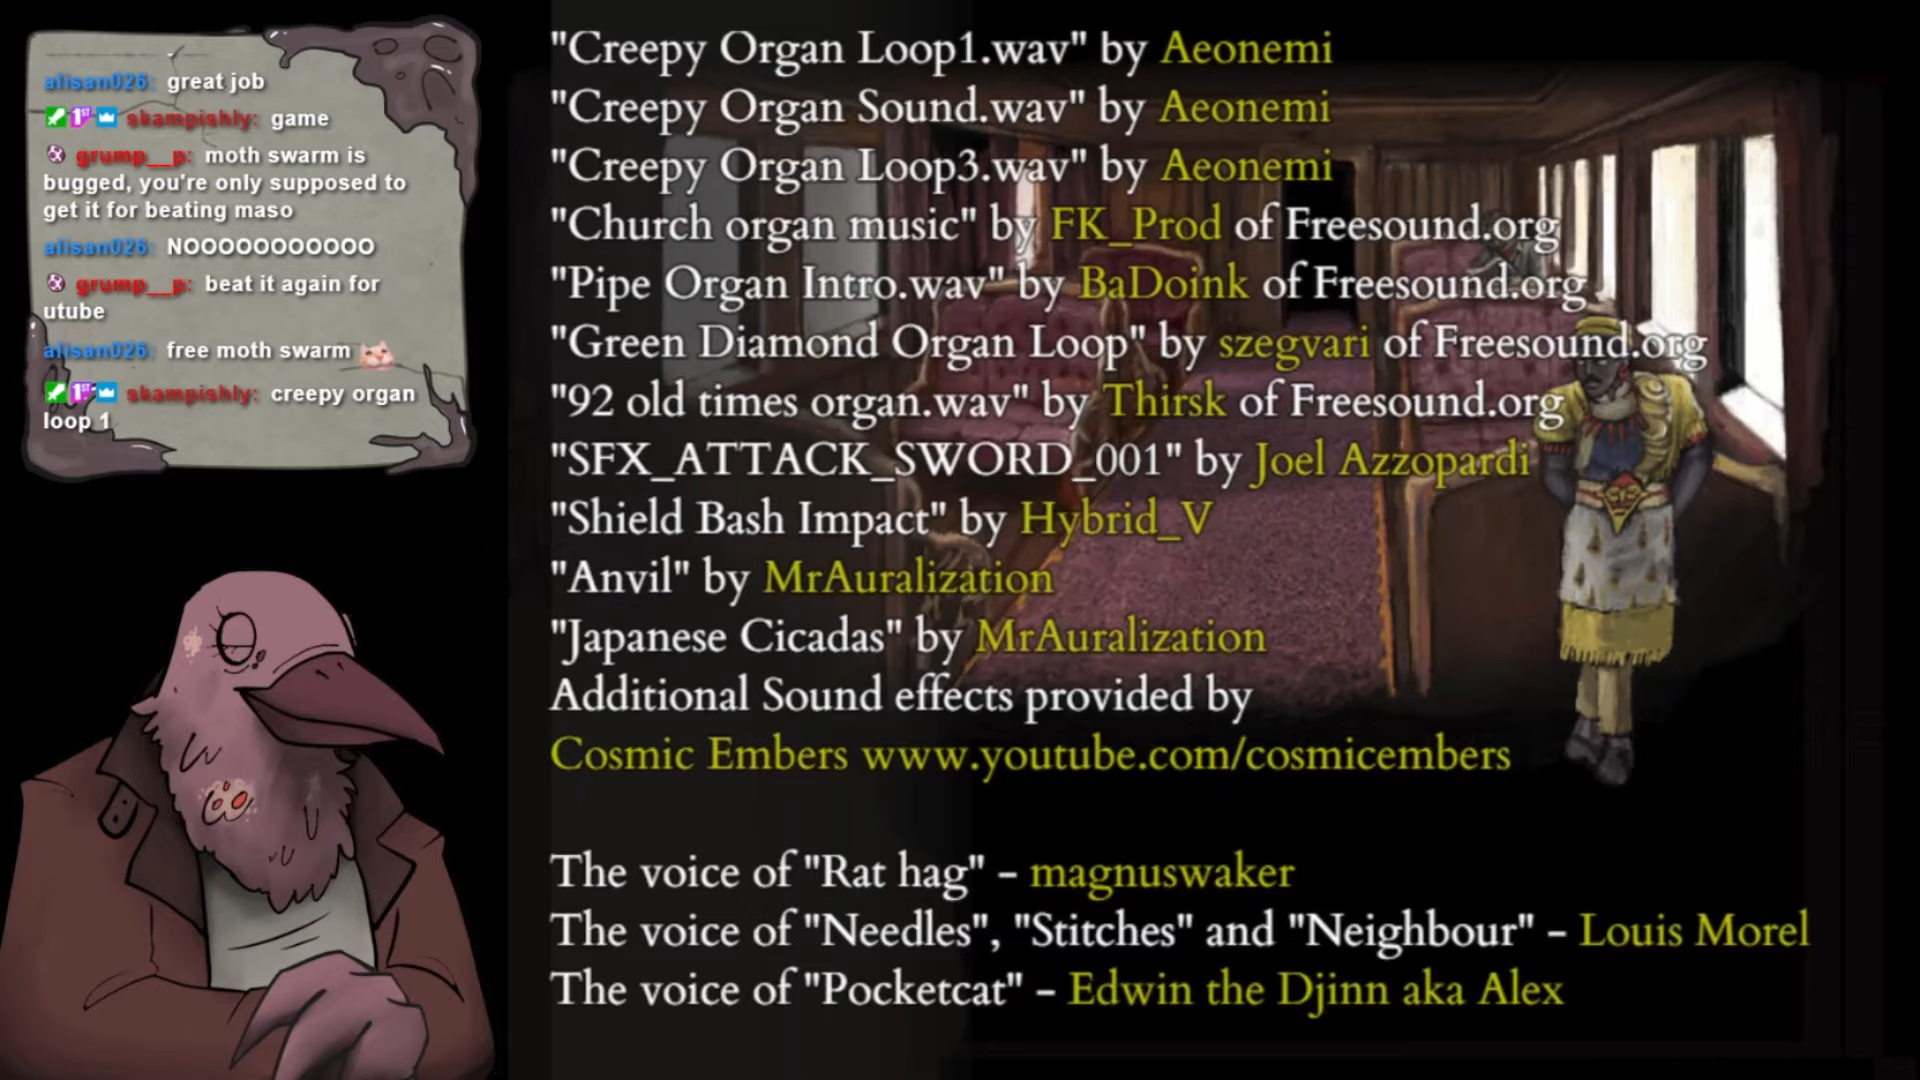 alisan026: great job
1ST skampishly: game
grump__p: moth swarm is
bugged, you're only supposed to
get it for beating maso
alisan026: NOOOOOOOOOOO
grump__p: beat it again for
utube
alisan026: free moth swarm
1ST skampishly: creepy organ
loop 1
"Creepy Organ Loop1.wav" by Aeonemi
"Creepy Organ Sound.wav" by Aeonemi
"Creepy Organ Loop3.wav" by Aeonemi
"Church organ music" by FK_Prod of Freesound.org
"Pipe Organ Intro.wav" by BaDoink of Freesound.org
"Green Diamond Organ Loop" by szegvari of Freesound.org
"92 old times organ.wav" by Thirsk of Freesound.org
"SFX_ATTACK_SWORD_001" by Joel Azzopardi
"Shield Bash Impact" by Hybrid_V
"Anvil" by MrAuralization
"Japanese Cicadas" by MrAuralization
Additional Sound effects provided by
Cosmic Embers www.youtube.com/cosmicembers
The voice of "Rat hag" - magnuswaker
The voice of "Needles", "Stitches" and "Neighbour" - Louis Morel
The voice of "Pocketcat" - Edwin the Djinn aka Alex